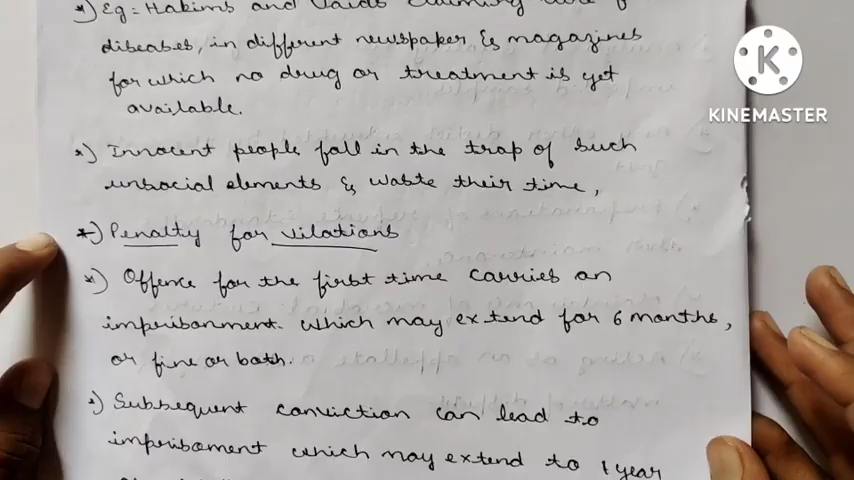 *) Eg = Hakims and Vaids claiming cure of
diseases, in different newspaper & magazines
for which no drug or treatment is yet
available.
*) Innocent people fall in the trap of such
unsocial elements & waste their time,
*) Penalty for vilations
*) Offence for the first time carries an
imprisonment which may extend for 6 months,
or fine or both.
*) Subsequent conviction can lead to
imprisoment which may extend to 1 year
K
KINEMASTER